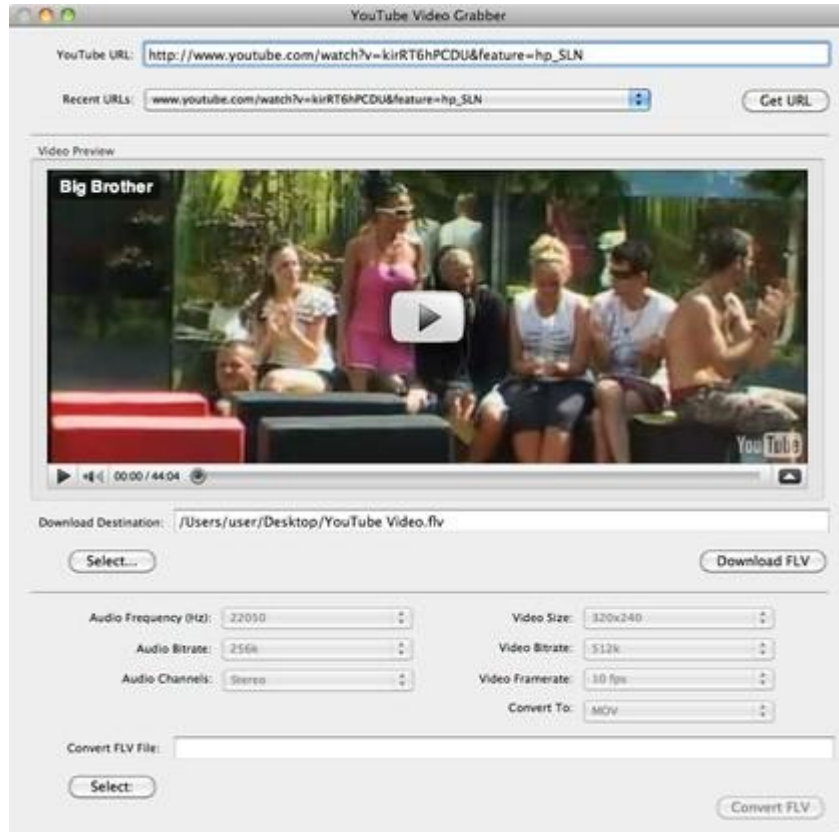 YouTube Video Grabber
YouTube URL: http://www.youtube.com/watch?v=kirRT6hPCDU&feature=hp_SLN
Recent URLs: www.youtube.com/watch?v=kirRT6hPCDU&feature=hp_SLN Get URL
Video Preview
Big Brother
You Tube
00:00 / 44:04
Download Destination: /Users/user/Desktop/YouTube Video.flv
Select... Download FLV
Audio Frequency (Hz): 22050 Video Size: 320x240
Audio Bitrate: 256k Video Bitrate: 512k
Audio Channels: Stereo Video Framerate: 10 fps
Convert To: MOV
Convert FLV File:
Select: Convert FLV